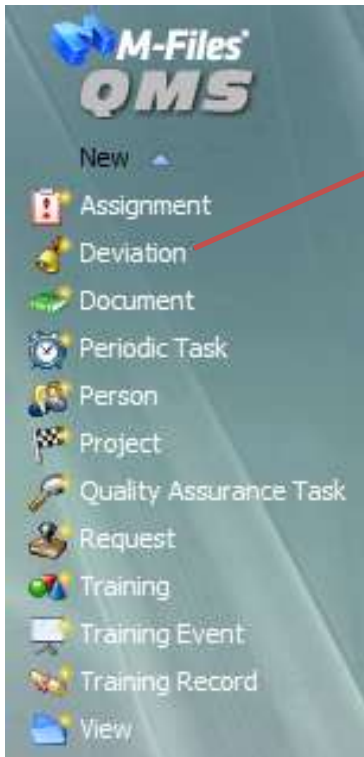 M-Files®
QMS
New
Assignment
Deviation
Document
Periodic Task
Person
Project
Quality Assurance Task
Request
Training
Training Event
Training Record
View